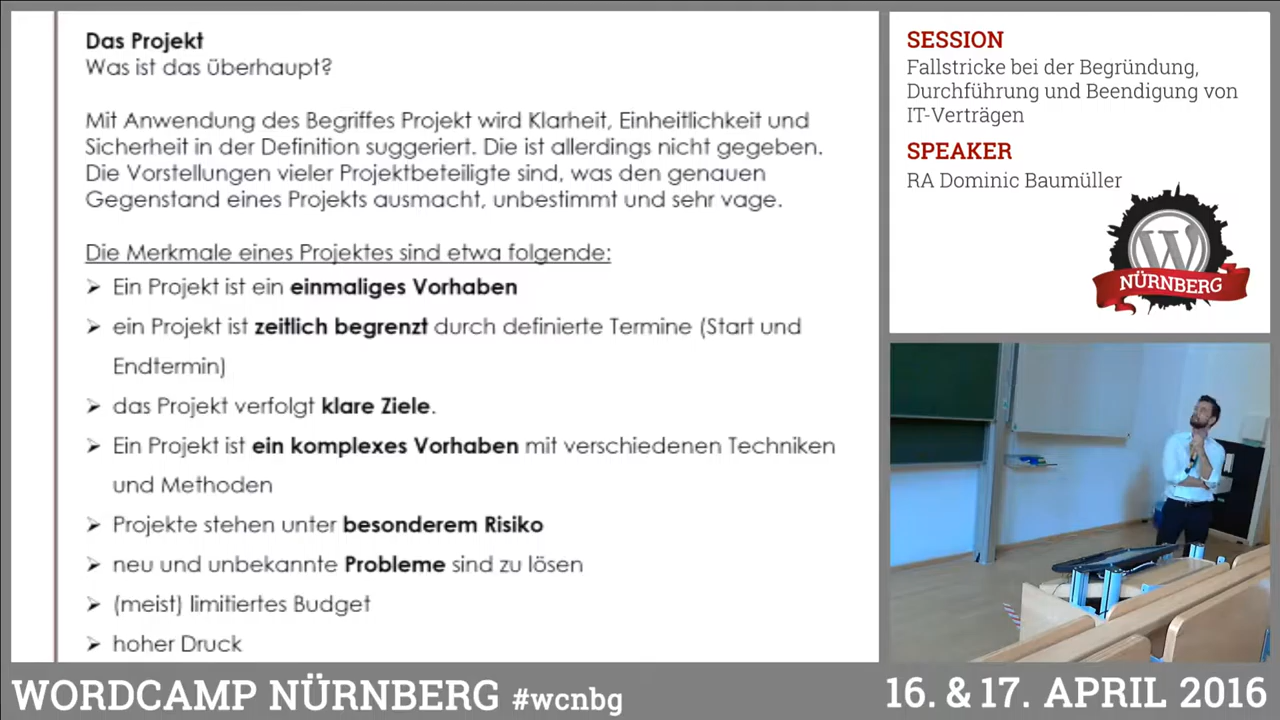 Das Projekt
Was ist das überhaupt?
Mit Anwendung des Begriffes Projekt wird Klarheit, Einheitlichkeit und
Sicherheit in der Definition suggeriert. Die ist allerdings nicht gegeben.
Die Vorstellungen vieler Projektbeteiligte sind, was den genauen
Gegenstand eines Projekts ausmacht, unbestimmt und sehr vage.
Die Merkmale eines Projektes sind etwa folgende:
➢ Ein Projekt ist ein einmaliges Vorhaben
➢ ein Projekt ist zeitlich begrenzt durch definierte Termine (Start und
Endtermin)
➢ das Projekt verfolgt klare Ziele.
➢ Ein Projekt ist ein komplexes Vorhaben mit verschiedenen Techniken
und Methoden
➢ Projekte stehen unter besonderem Risiko
➢ neu und unbekannte Probleme sind zu lösen
➢ (meist) limitiertes Budget
➢ hoher Druck
SESSION
Fallstricke bei der Begründung,
Durchführung und Beendigung von
IT-Verträgen
SPEAKER
RA Dominic Baumüller
W
NÜRNBERG
WORDCAMP NÜRNBERG #wcnbg
16. & 17. APRIL 2016